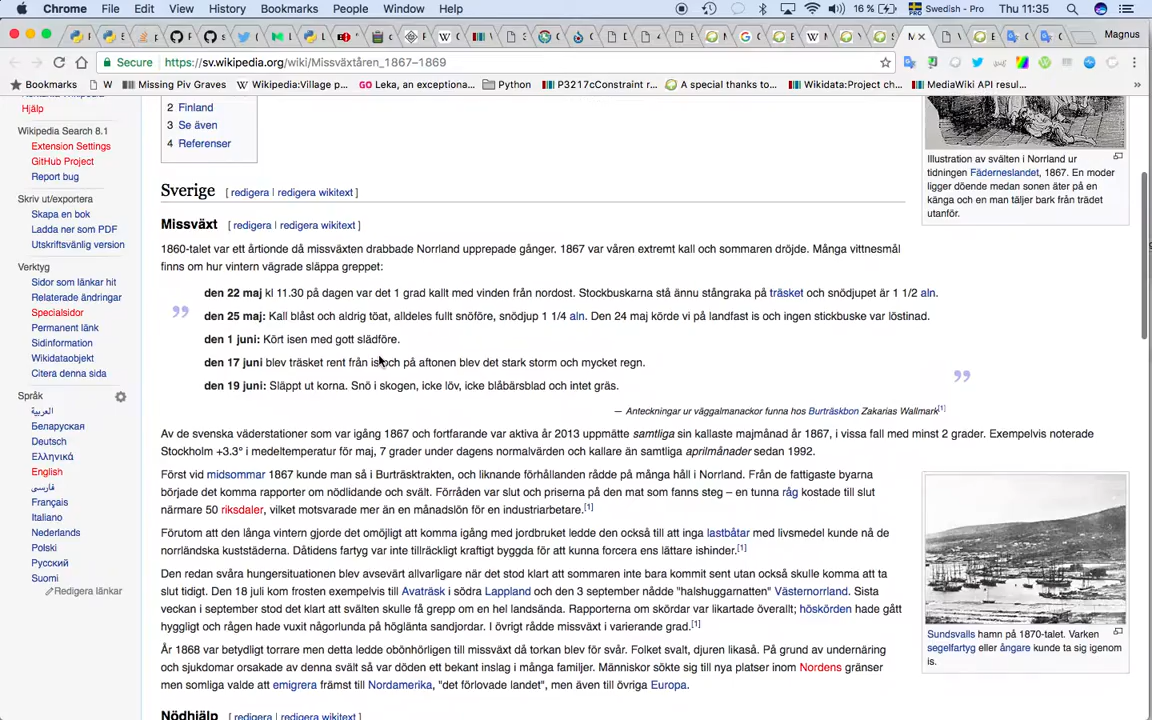 Chrome File Edit View History Bookmarks People Window Help 16 % Swedish - Pro Thu 11:35
Magnus
Secure https://sv.wikipedia.org/wiki/Missväxtåren_1867–1869
Bookmarks W Missing Piv Graves Wikipedia:Village p... Leka, an exceptiona... Python P3217cConstraint r... A special thanks to... Wikidata:Project ch... MediaWiki API resul... »
Hjälp
Wikipedia Search 8.1
Extension Settings
GitHub Project
Report bug
Skriv ut/exportera
Skapa en bok
Ladda ner som PDF
Utskriftsvänlig version
Verktyg
Sidor som länkar hit
Relaterade ändringar
Specialsidor
Permanent länk
Sidinformation
Wikidataobjekt
Citera denna sida
Språk
العربية
Беларуская
Deutsch
Ελληνικά
English
فارسی
Français
Italiano
Nederlands
Polski
Русский
Suomi
Redigera länkar
2 Finland
3 Se även
4 Referenser
Sverige [ redigera | redigera wikitext ]
Missväxt [ redigera | redigera wikitext ]
1860-talet var ett årtionde då missväxten drabbade Norrland upprepade gånger. 1867 var våren extremt kall och sommaren dröjde. Många vittnesmål
finns om hur vintern vägrade släppa greppet:
den 22 maj kl 11.30 på dagen var det 1 grad kallt med vinden från nordost. Stockbuskarna stå ännu stångraka på träsket och snödjupet är 1 1/2 aln.
den 25 maj: Kall blåst och aldrig töat, alldeles fullt snöföre, snödjup 1 1/4 aln. Den 24 maj körde vi på landfast is och ingen stickbuske var löstinad.
den 1 juni: Kört isen med gott slädföre.
den 17 juni blev träsket rent från is och på aftonen blev det stark storm och mycket regn.
den 19 juni: Släppt ut korna. Snö i skogen, icke löv, icke blåbärsblad och intet gräs.
— Anteckningar ur väggalmanackor funna hos Burträskbon Zakarias Wallmark[1]
Av de svenska väderstationer som var igång 1867 och fortfarande var aktiva år 2013 uppmätte samtliga sin kallaste majmånad år 1867, i vissa fall med minst 2 grader. Exempelvis noterade
Stockholm +3.3° i medeltemperatur för maj, 7 grader under dagens normalvärden och kallare än samtliga aprilmånader sedan 1992.
Först vid midsommar 1867 kunde man så i Burträsktrakten, och liknande förhållanden rådde på många håll i Norrland. Från de fattigaste byarna
började det komma rapporter om nödlidande och svält. Förråden var slut och priserna på den mat som fanns steg – en tunna råg kostade till slut
närmare 50 riksdaler, vilket motsvarade mer än en månadslön för en industriarbetare.[1]
Förutom att den långa vintern gjorde det omöjligt att komma igång med jordbruket ledde den också till att inga lastbåtar med livsmedel kunde nå de
norrländska kuststäderna. Dåtidens fartyg var inte tillräckligt kraftigt byggda för att kunna forcera ens lättare ishinder.[1]
Den redan svåra hungersituationen blev avsevärt allvarligare när det stod klart att sommaren inte bara kommit sent utan också skulle komma att ta
slut tidigt. Den 18 juli kom frosten exempelvis till Avaträsk i södra Lappland och den 3 september nådde "halshuggarnatten" Västernorrland. Sista
veckan i september stod det klart att svälten skulle få grepp om en hel landsända. Rapporterna om skördar var likartade överallt; höskörden hade gått
hyggligt och rågen hade vuxit någorlunda på höglänta sandjordar. I övrigt rådde missväxt i varierande grad.[1]
År 1868 var betydligt torrare men detta ledde obönhörligen till missväxt då torkan blev för svår. Folket svalt, djuren likaså. På grund av undernäring
och sjukdomar orsakade av denna svält så var döden ett bekant inslag i många familjer. Människor sökte sig till nya platser inom Nordens gränser
men somliga valde att emigrera främst till Nordamerika, "det förlovade landet", men även till övriga Europa.
Nödhjälp [ redigera | redigera wikitext ]
Illustration av svälten i Norrland ur
tidningen Fäderneslandet, 1867. En moder
ligger döende medan sonen äter på en
känga och en man täljer bark från trädet
utanför.
Sundsvalls hamn på 1870-talet. Varken
segelfartyg eller ångare kunde ta sig igenom
is.